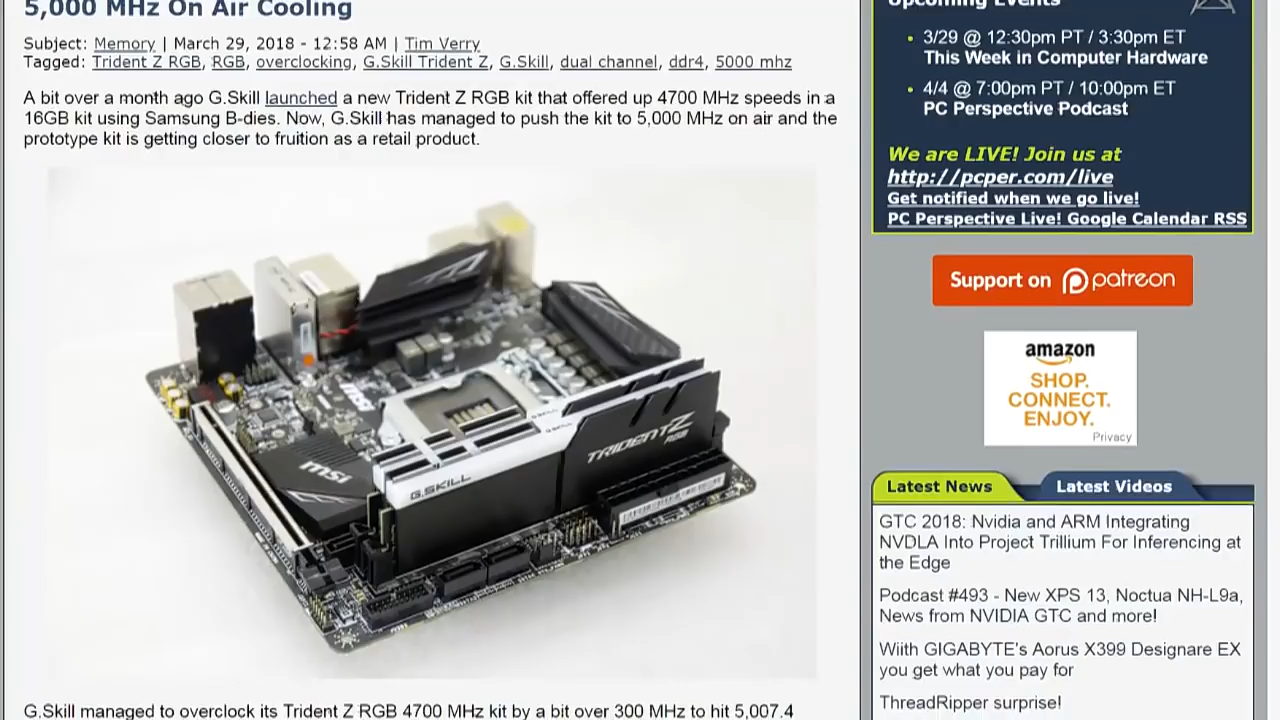 5,000 MHz On Air Cooling
Subject: Memory | March 29, 2018 - 12:58 AM | Tim Verry
Tagged: Trident Z RGB, RGB, overclocking, G.Skill Trident Z, G.Skill, dual channel, ddr4, 5000 mhz
A bit over a month ago G.Skill launched a new Trident Z RGB kit that offered up 4700 MHz speeds in a
16GB kit using Samsung B-dies. Now, G.Skill has managed to push the kit to 5,000 MHz on air and the
prototype kit is getting closer to fruition as a retail product.
msi
G.SKILL
G.SKILL
TRIDENT Z
RGB
msi
G.SKILL
G.Skill managed to overclock its Trident Z RGB 4700 MHz kit by a bit over 300 MHz to hit 5,007.4
Upcoming Events
• 3/29 @ 12:30pm PT / 3:30pm ET
This Week in Computer Hardware
• 4/4 @ 7:00pm PT / 10:00pm ET
PC Perspective Podcast
We are LIVE! Join us at
http://pcper.com/live
Get notified when we go live!
PC Perspective Live! Google Calendar RSS
Support on patreon
amazon
SHOP.
CONNECT.
ENJOY.
Privacy
Latest News Latest Videos
GTC 2018: Nvidia and ARM Integrating
NVDLA Into Project Trillium For Inferencing at
the Edge
Podcast #493 - New XPS 13, Noctua NH-L9a,
News from NVIDIA GTC and more!
Wiith GIGABYTE's Aorus X399 Designare EX
you get what you pay for
ThreadRipper surprise!